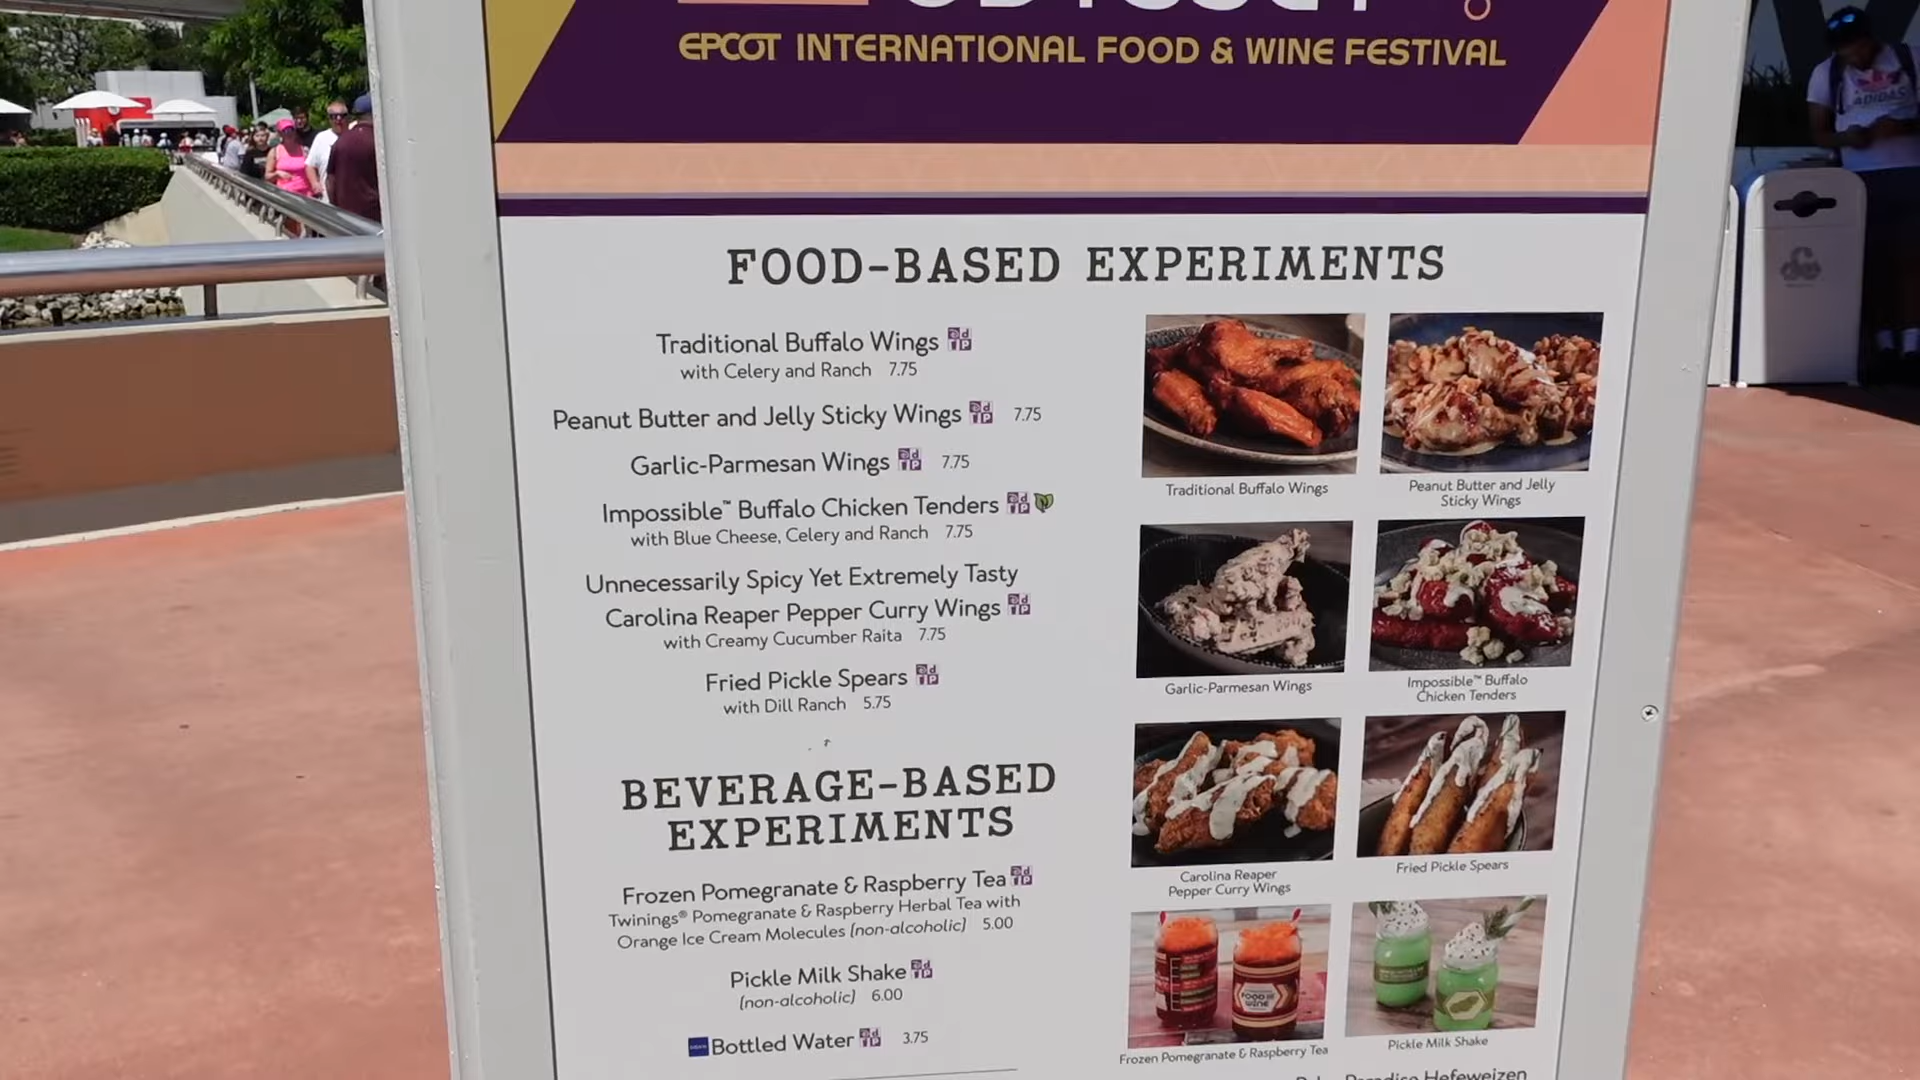 EPCOT INTERNATIONAL FOOD & WINE FESTIVAL
FOOD-BASED EXPERIMENTS
Traditional Buffalo Wings
with Celery and Ranch 7.75
Peanut Butter and Jelly Sticky Wings 7.75
Garlic-Parmesan Wings 7.75
Impossible™ Buffalo Chicken Tenders
with Blue Cheese, Celery and Ranch 7.75
Unnecessarily Spicy Yet Extremely Tasty
Carolina Reaper Pepper Curry Wings
with Creamy Cucumber Raita 7.75
Fried Pickle Spears
with Dill Ranch 5.75
BEVERAGE-BASED
EXPERIMENTS
Frozen Pomegranate & Raspberry Tea
Twinings® Pomegranate & Raspberry Herbal Tea with
Orange Ice Cream Molecules (non-alcoholic) 5.00
Pickle Milk Shake
(non-alcoholic) 6.00
Bottled Water 3.75
Traditional Buffalo Wings
Peanut Butter and Jelly
Sticky Wings
Garlic-Parmesan Wings
Impossible™ Buffalo
Chicken Tenders
Carolina Reaper
Pepper Curry Wings
Fried Pickle Spears
FOOD
WINE
Frozen Pomegranate & Raspberry Tea
Pickle Milk Shake
Paradise Hefeweizen
ADIDAS